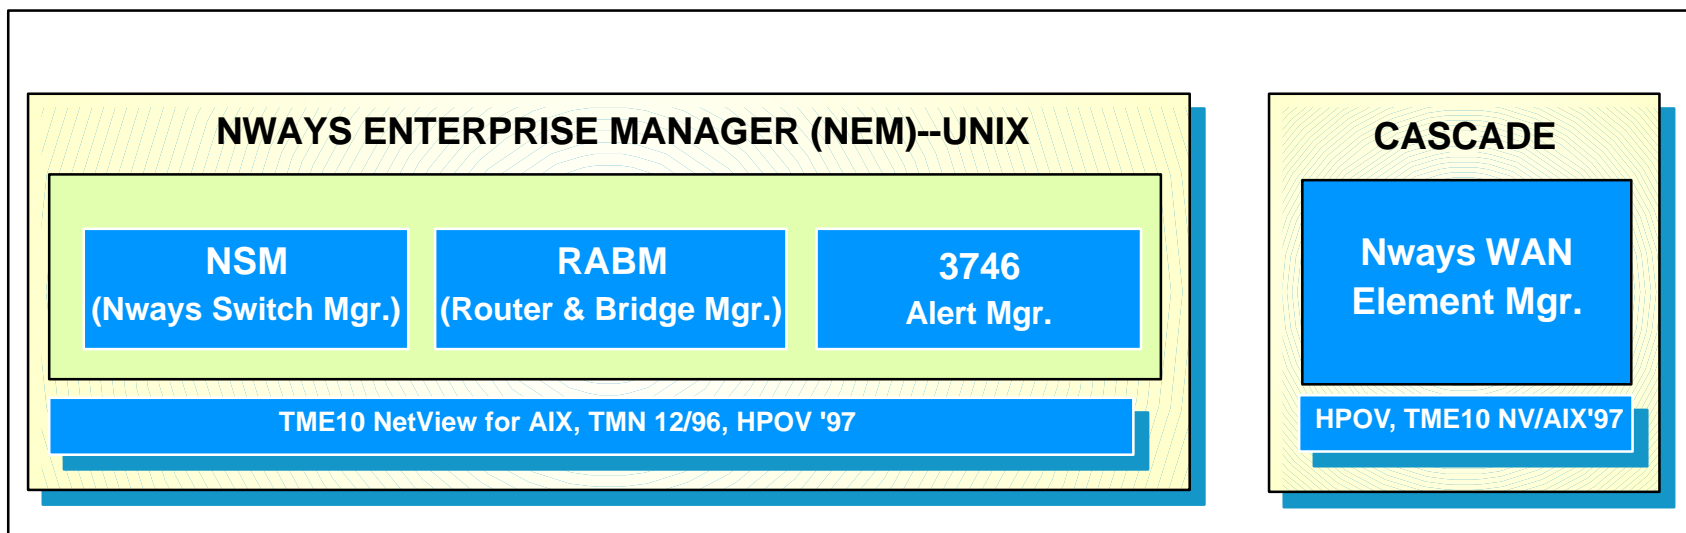 NWAYS ENTERPRISE MANAGER (NEM)--UNIX
NSM
(Nways Switch Mgr.)
RABM
(Router & Bridge Mgr.)
3746
Alert Mgr.
TME10 NetView for AIX, TMN 12/96, HPOV '97
CASCADE
Nways WAN
Element Mgr.
HPOV, TME10 NV/AIX'97